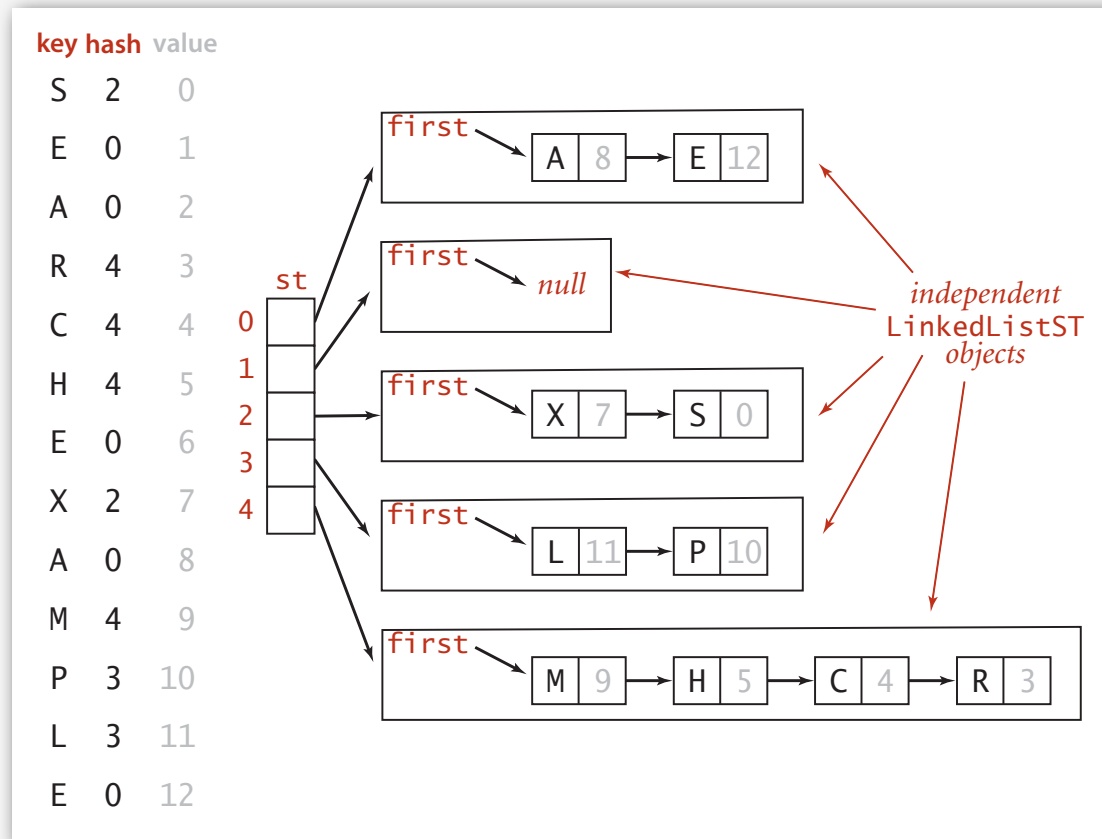 key hash value
S 2 0
E 0 1
A 0 2
R 4 3
C 4 4
H 4 5
E 0 6
X 2 7
A 0 8
M 4 9
P 3 10
L 3 11
E 0 12
st
0
1
2
3
4
first
A 8 E 12
first
null
first
X 7 S 0
first
L 11 P 10
first
M 9 H 5 C 4 R 3
independent
LinkedListST
objects